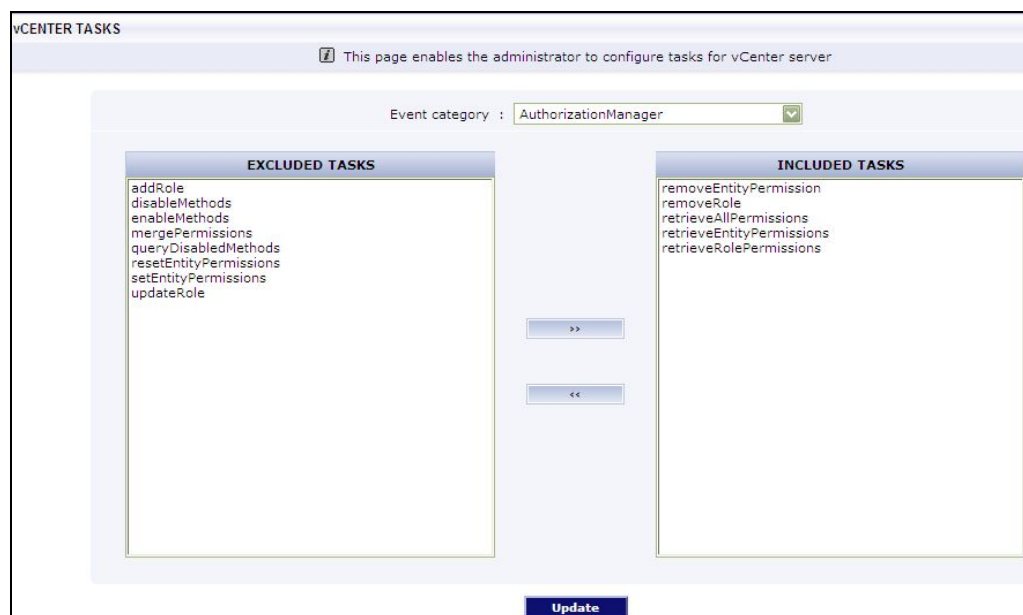 vCENTER TASKS
i This page enables the administrator to configure tasks for vCenter server
Event category : AuthorizationManager
EXCLUDED TASKS
addRole
disableMethods
enableMethods
mergePermissions
queryDisabledMethods
resetEntityPermissions
setEntityPermissions
updateRole
>>
<<
INCLUDED TASKS
removeEntityPermission
removeRole
retrieveAllPermissions
retrieveEntityPermissions
retrieveRolePermissions
Update